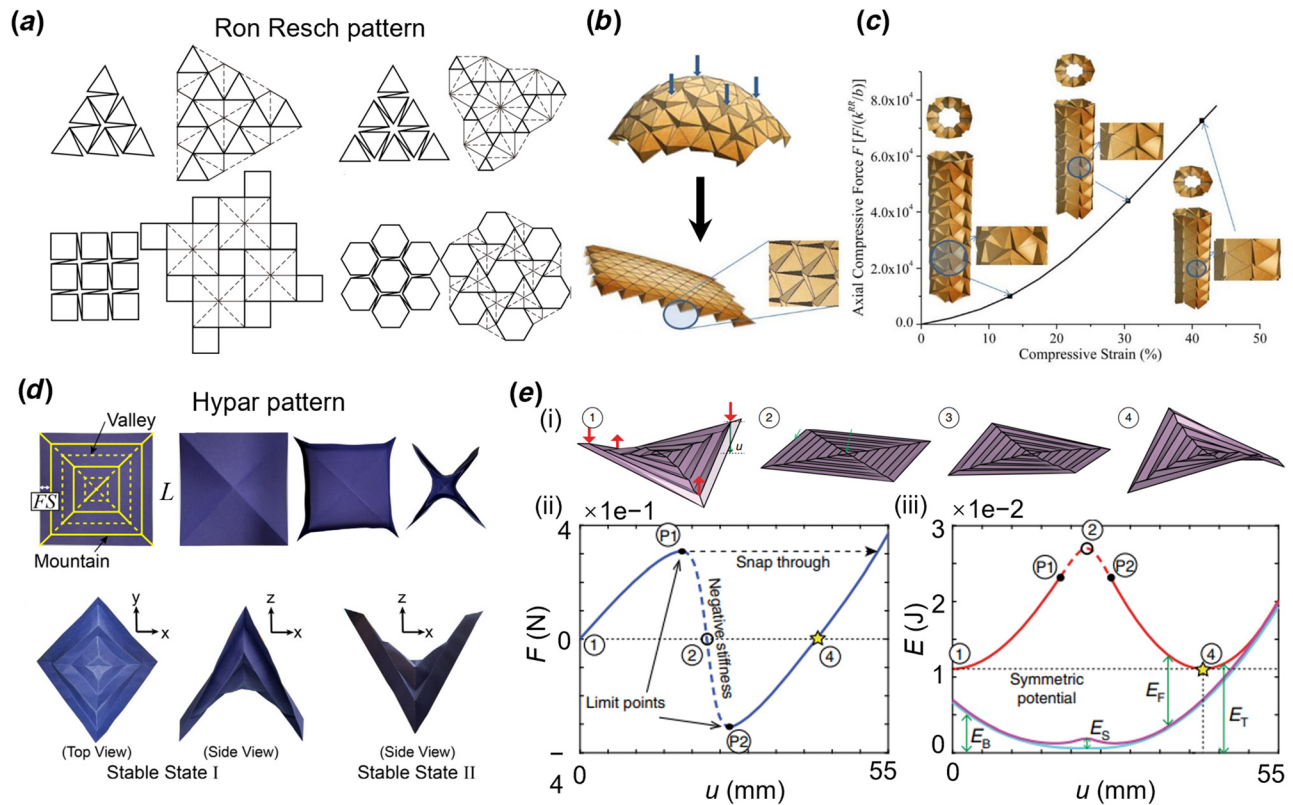 (a)
Ron Resch pattern
(b)
(c)
Axial Compressive Force F [F/(k^RR/b)]
8.0x10^4
6.0x10^4
4.0x10^4
2.0x10^4
0.0
0 10 20 30 40 50
Compressive Strain (%)
(d)
Hypar pattern
Valley
FS
L
Mountain
y
x
z
x
z
x
(Top View)
(Side View)
(Side View)
Stable State I
Stable State II
(e)
(i)
1
2
3
4
u
(ii)
×10e−1
4
0
−
4
F (N)
P1
Snap through
Negative stiffness
1
2
4
Limit points
P2
0
55
u (mm)
(iii)
×10e−2
3
2
1
0
E (J)
2
P1
P2
1
4
Symmetric
potential
E_F
E_B
E_S
E_T
0
55
u (mm)